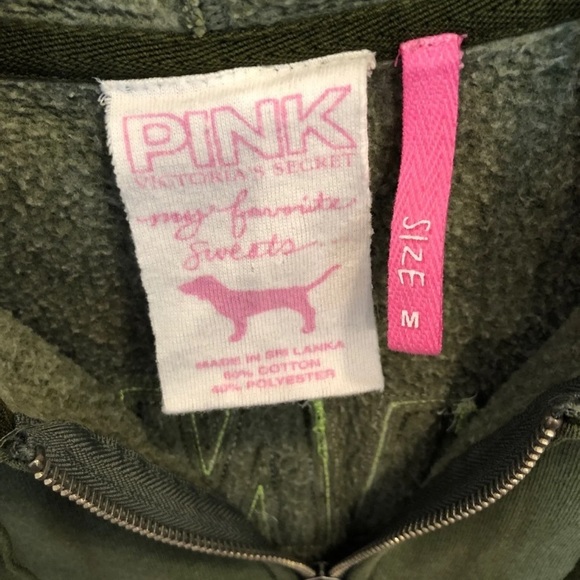 PINK
VICTORIA'S SECRET
my favorite
sweats
MADE IN SRI LANKA
60% COTTON
40% POLYESTER
SIZE M